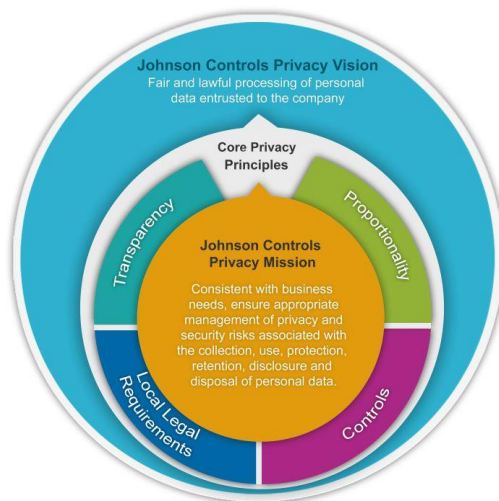 Johnson Controls Privacy Vision
Fair and lawful processing of personal
data entrusted to the company
Core Privacy
Principles
Transparency
Proportionality
Johnson Controls
Privacy Mission
Consistent with business
needs, ensure appropriate
management of privacy and
security risks associated with
the collection, use, protection,
retention, disclosure and
disposal of personal data.
Local Legal
Requirements
Controls